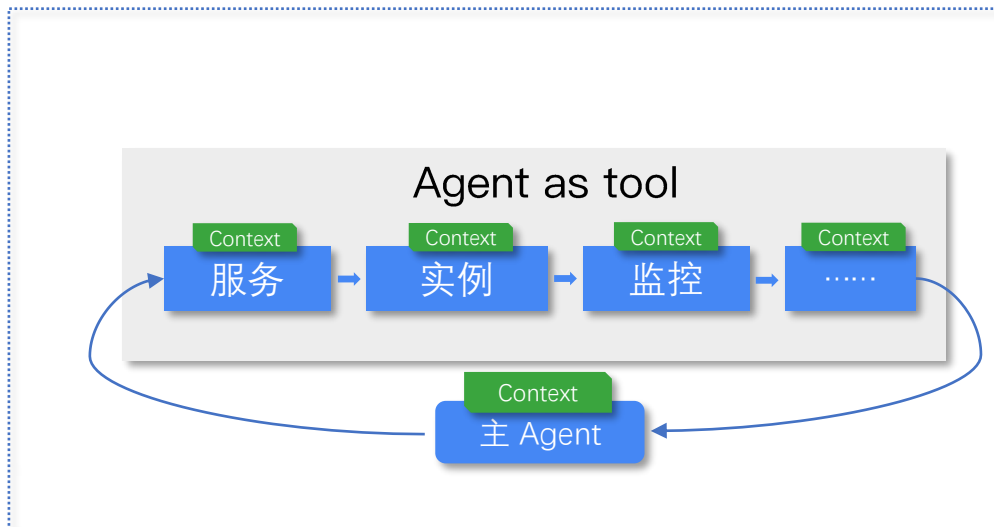 Agent as tool
Context
服务
Context
实例
Context
监控
Context
……
Context
主 Agent